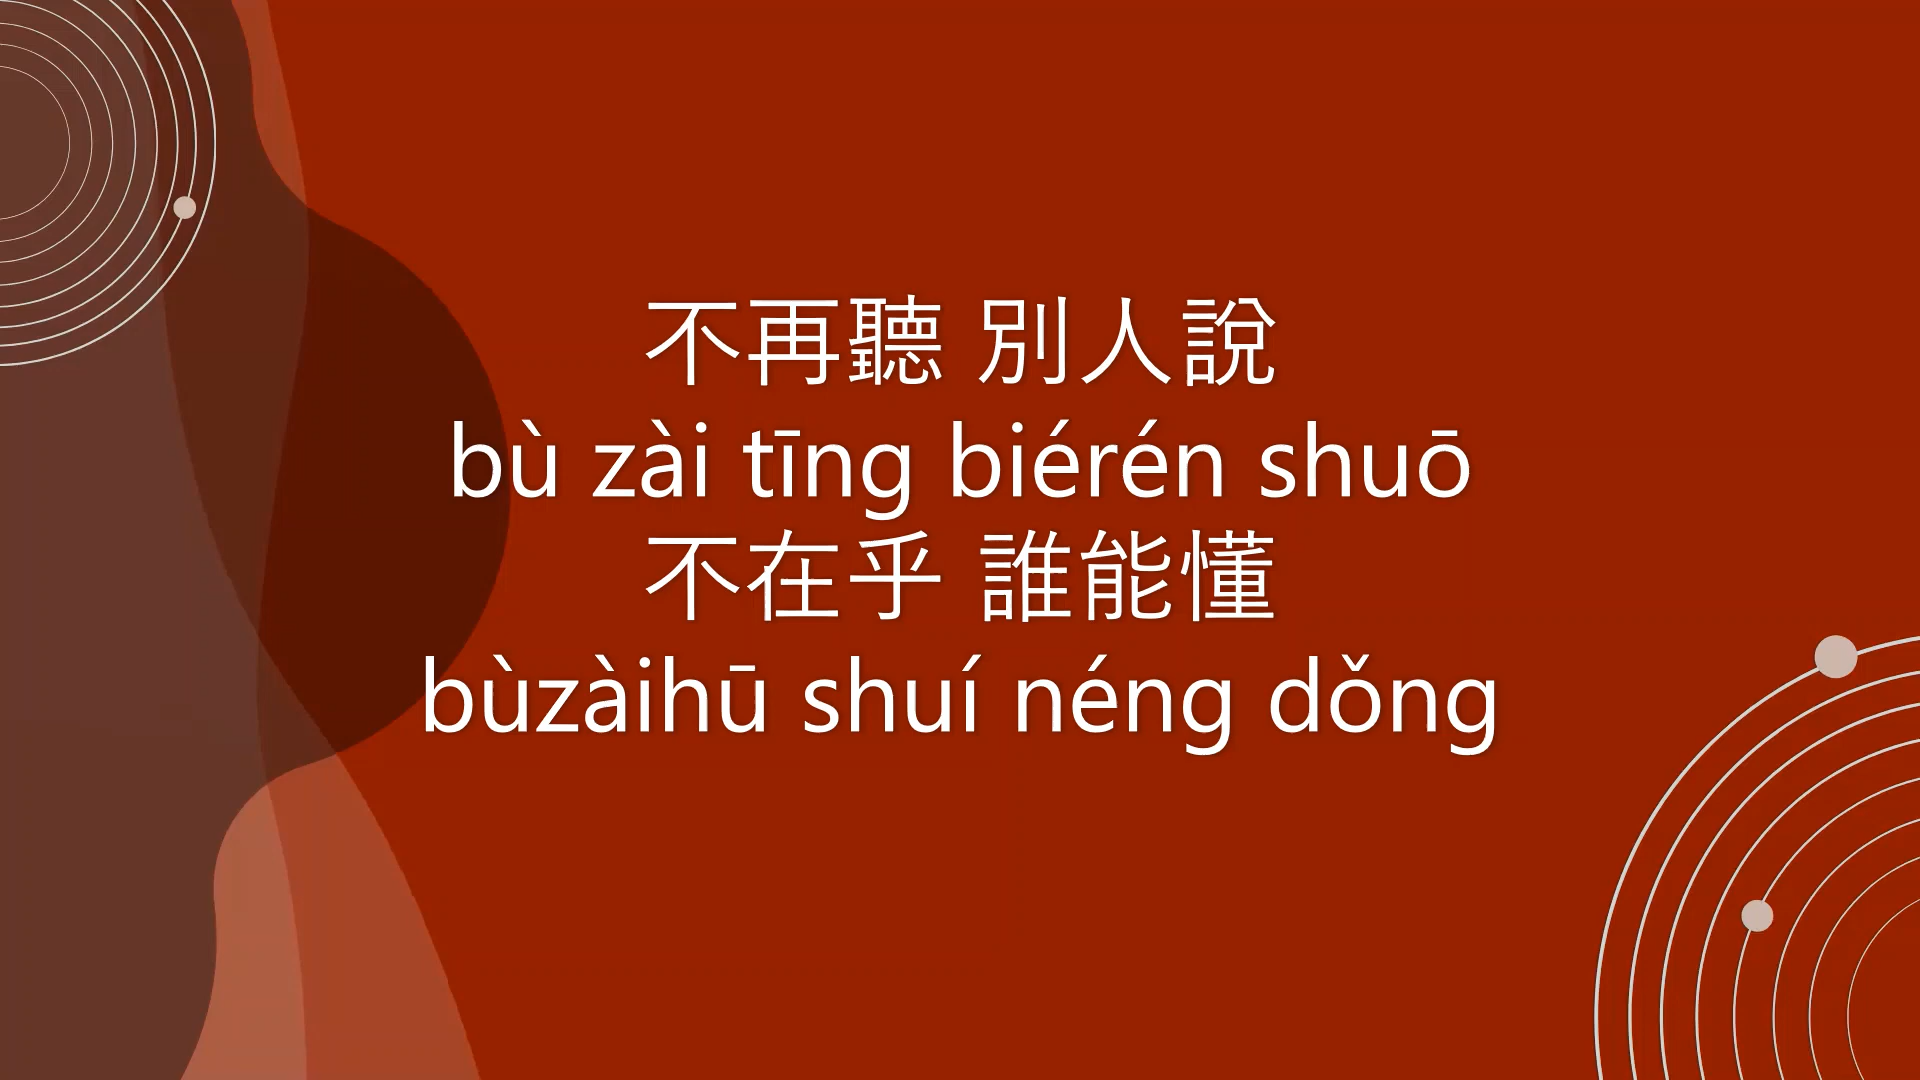 不再聽 別人說
bù zài tīng biérén shuō
不在乎 誰能懂
bùzàihū shuí néng dǒng